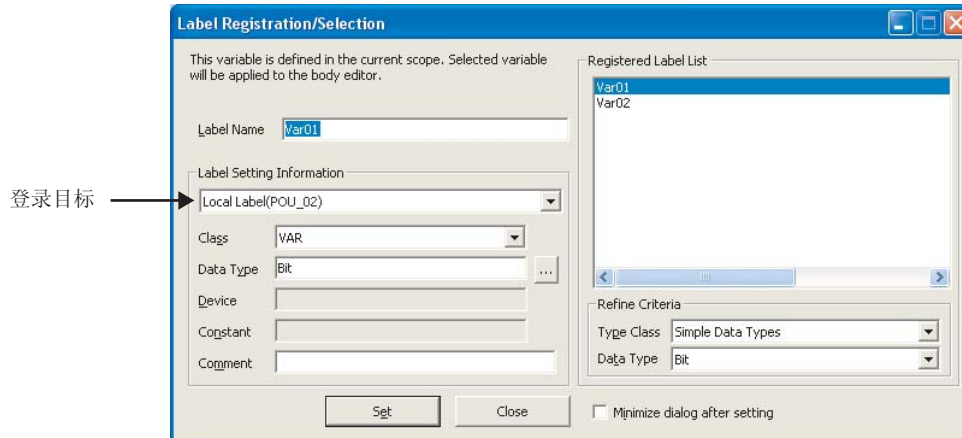 Label Registration/Selection
This variable is defined in the current scope. Selected variable
will be applied to the body editor.
Label Name Var01
Label Setting Information
登录目标
Local Label(POU_02)
Class VAR
Data Type Bit ...
Device
Constant
Comment
Set Close
Registered Label List
Var01
Var02
Refine Criteria
Type Class Simple Data Types
Data Type Bit
Minimize dialog after setting